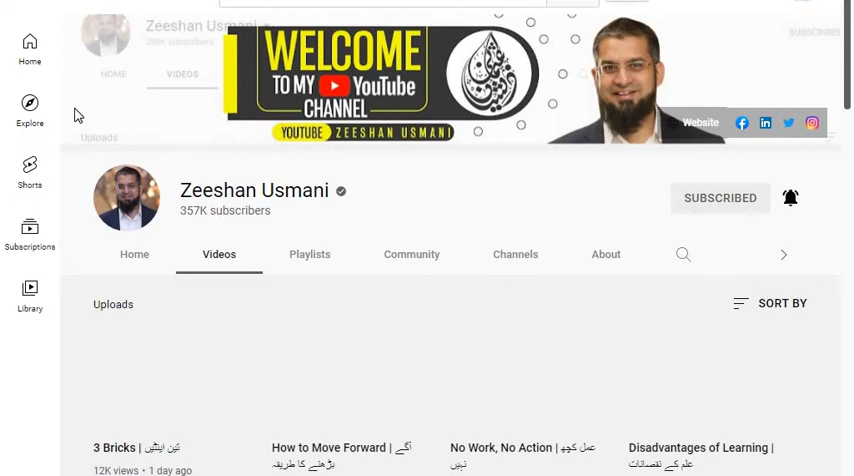 Zeeshan Usmani
356K subscribers
SUBSCRIBED
HOME VIDEOS
Uploads
WELCOME
TO MY YouTube
CHANNEL
YOUTUBE ZEESHAN USMANI
Website
Home
Explore
Shorts
Subscriptions
Library
Zeeshan Usmani
357K subscribers
SUBSCRIBED
Home Videos Playlists Community Channels About
Uploads
SORT BY
3 Bricks | تین اینٹیں
12K views • 1 day ago
How to Move Forward | آگے
بڑھنے کا طریقہ
No Work, No Action | عمل کچھ
نہیں
Disadvantages of Learning |
علم کے نقصانات